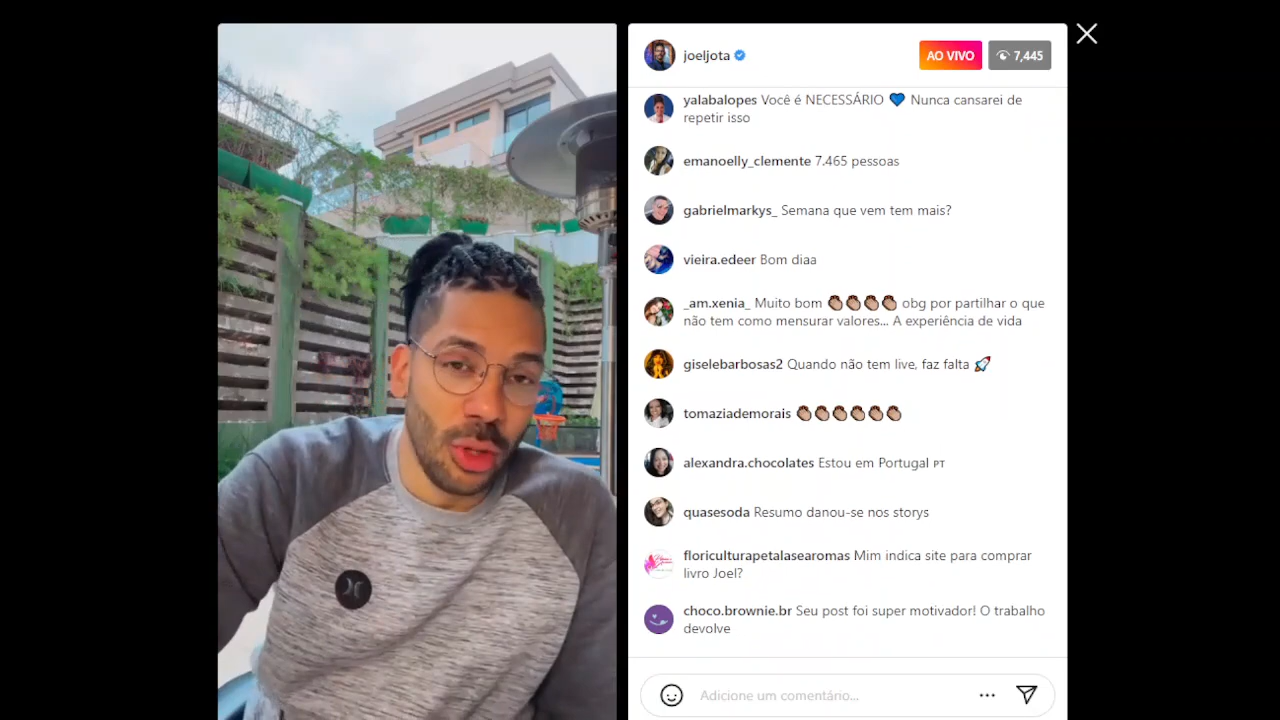 joeljota
AO VIVO
7,445
yalabalopes Você é NECESSÁRIO 💙 Nunca cansarei de
repetir isso
emanoelly_clemente 7.465 pessoas
gabrielmarkys_ Semana que vem tem mais?
vieira.edeer Bom diaa
_am.xenia_ Muito bom 👏🏼👏🏼👏🏼👏🏼 obg por partilhar o que
não tem como mensurar valores... A experiência de vida
giselebarbosas2 Quando não tem live, faz falta 🚀
tomaziademorais 👏🏼👏🏼👏🏼👏🏼👏🏼👏🏼
alexandra.chocolates Estou em Portugal PT
quasesoda Resumo danou-se nos storys
floriculturapetalasearomas Mim indica site para comprar
livro Joel?
choco.brownie.br Seu post foi super motivador! O trabalho
devolve
Adicione um comentário...